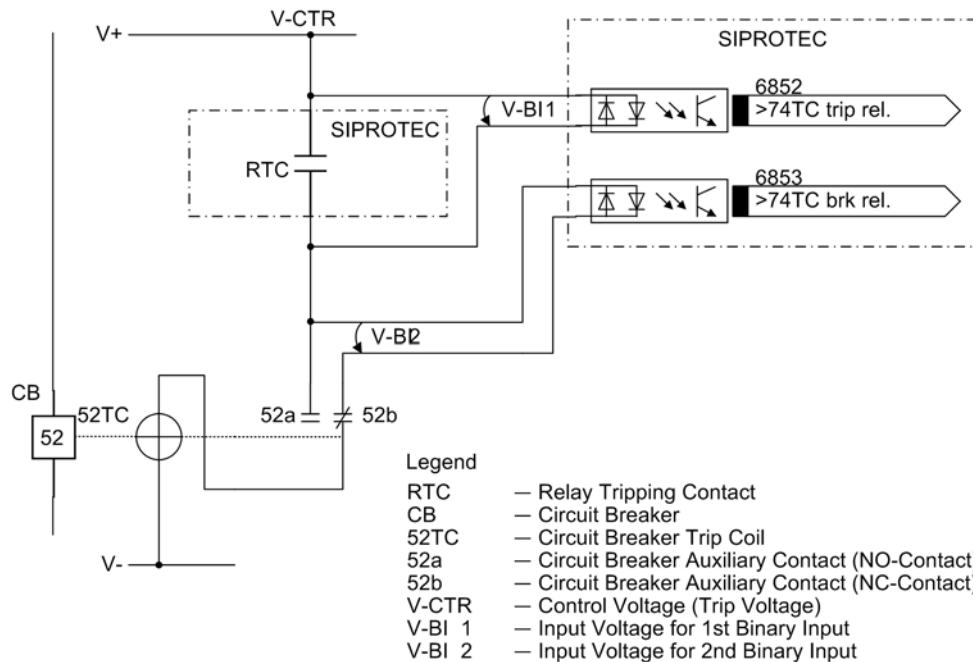 V-CTR
V+
SIPROTEC
6852
>74TC trip rel.
V-BI1
SIPROTEC
RTC
6853
>74TC brk rel.
V-BI2
CB
52TC
52a
52b
52
Legend
RTC — Relay Tripping Contact
CB — Circuit Breaker
52TC — Circuit Breaker Trip Coil
52a — Circuit Breaker Auxiliary Contact (NO-Contact)
52b — Circuit Breaker Auxiliary Contact (NC-Contact)
V-CTR — Control Voltage (Trip Voltage)
V-BI 1 — Input Voltage for 1st Binary Input
V-BI 2 — Input Voltage for 2nd Binary Input
V-